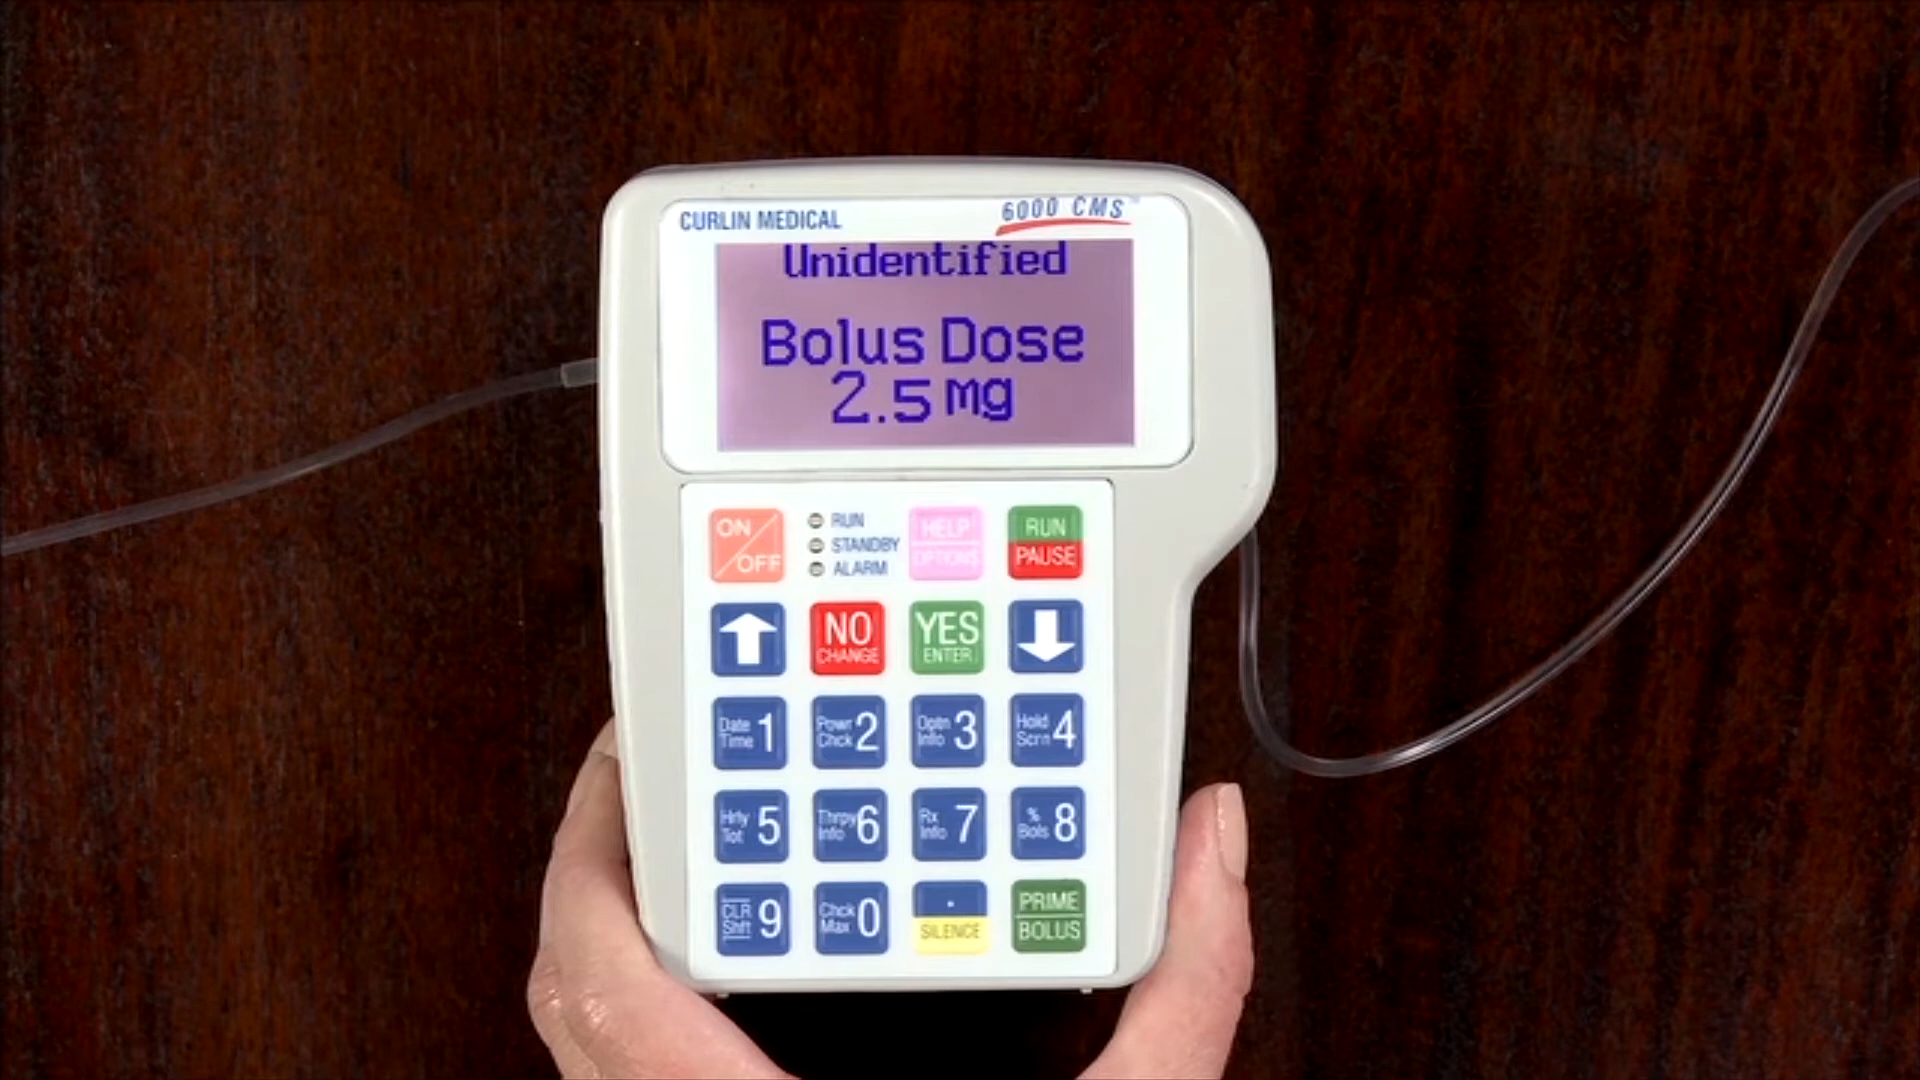 CURLIN MEDICAL
6000 CMS™
Unidentified
Bolus Dose
2.5 mg
ON/OFF
RUN
STANDBY
ALARM
HELP
OPTIONS
RUN
PAUSE
NO
CHANGE
YES
ENTER
Date
Time 1
Powr
Chck 2
Optn
Info 3
Hold
Scrn 4
Hrly
Tot 5
Thrpy
Info 6
Rx
Info 7
%
Bols 8
CLR
Shft 9
Chck
Max 0
.
SILENCE
PRIME
BOLUS